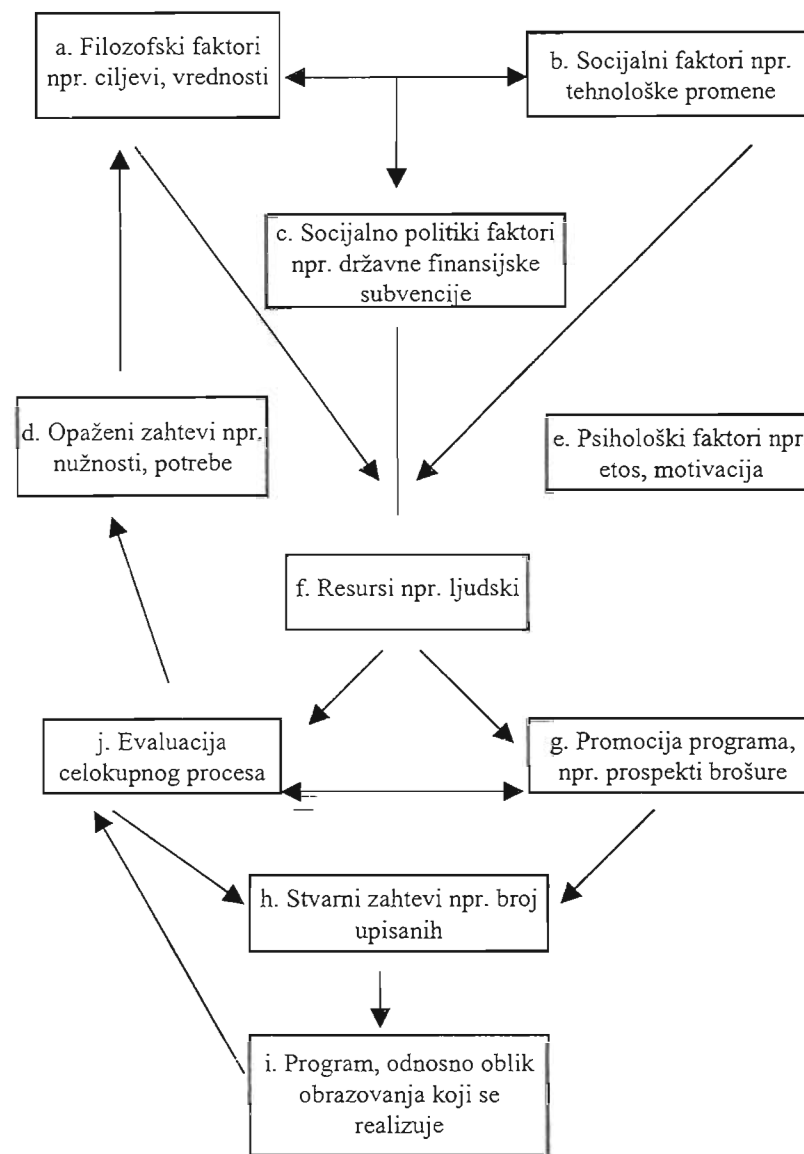 a. Filozofski faktori
npr. ciljevi, vrednosti
b. Socijalni faktori npr.
tehnološke promene
c. Socijalno politiki faktori
npr. državne finansijske
subvencije
d. Opaženi zahtevi npr.
nužnosti, potrebe
e. Psihološki faktori npr
etos, motivacija
f. Resursi npr. ljudski
j. Evaluacija
celokupnog procesa
g. Promocija programa,
npr. prospekti brošure
h. Stvarni zahtevi npr. broj
upisanih
i. Program, odnosno oblik
obrazovanja koji se
realizuje